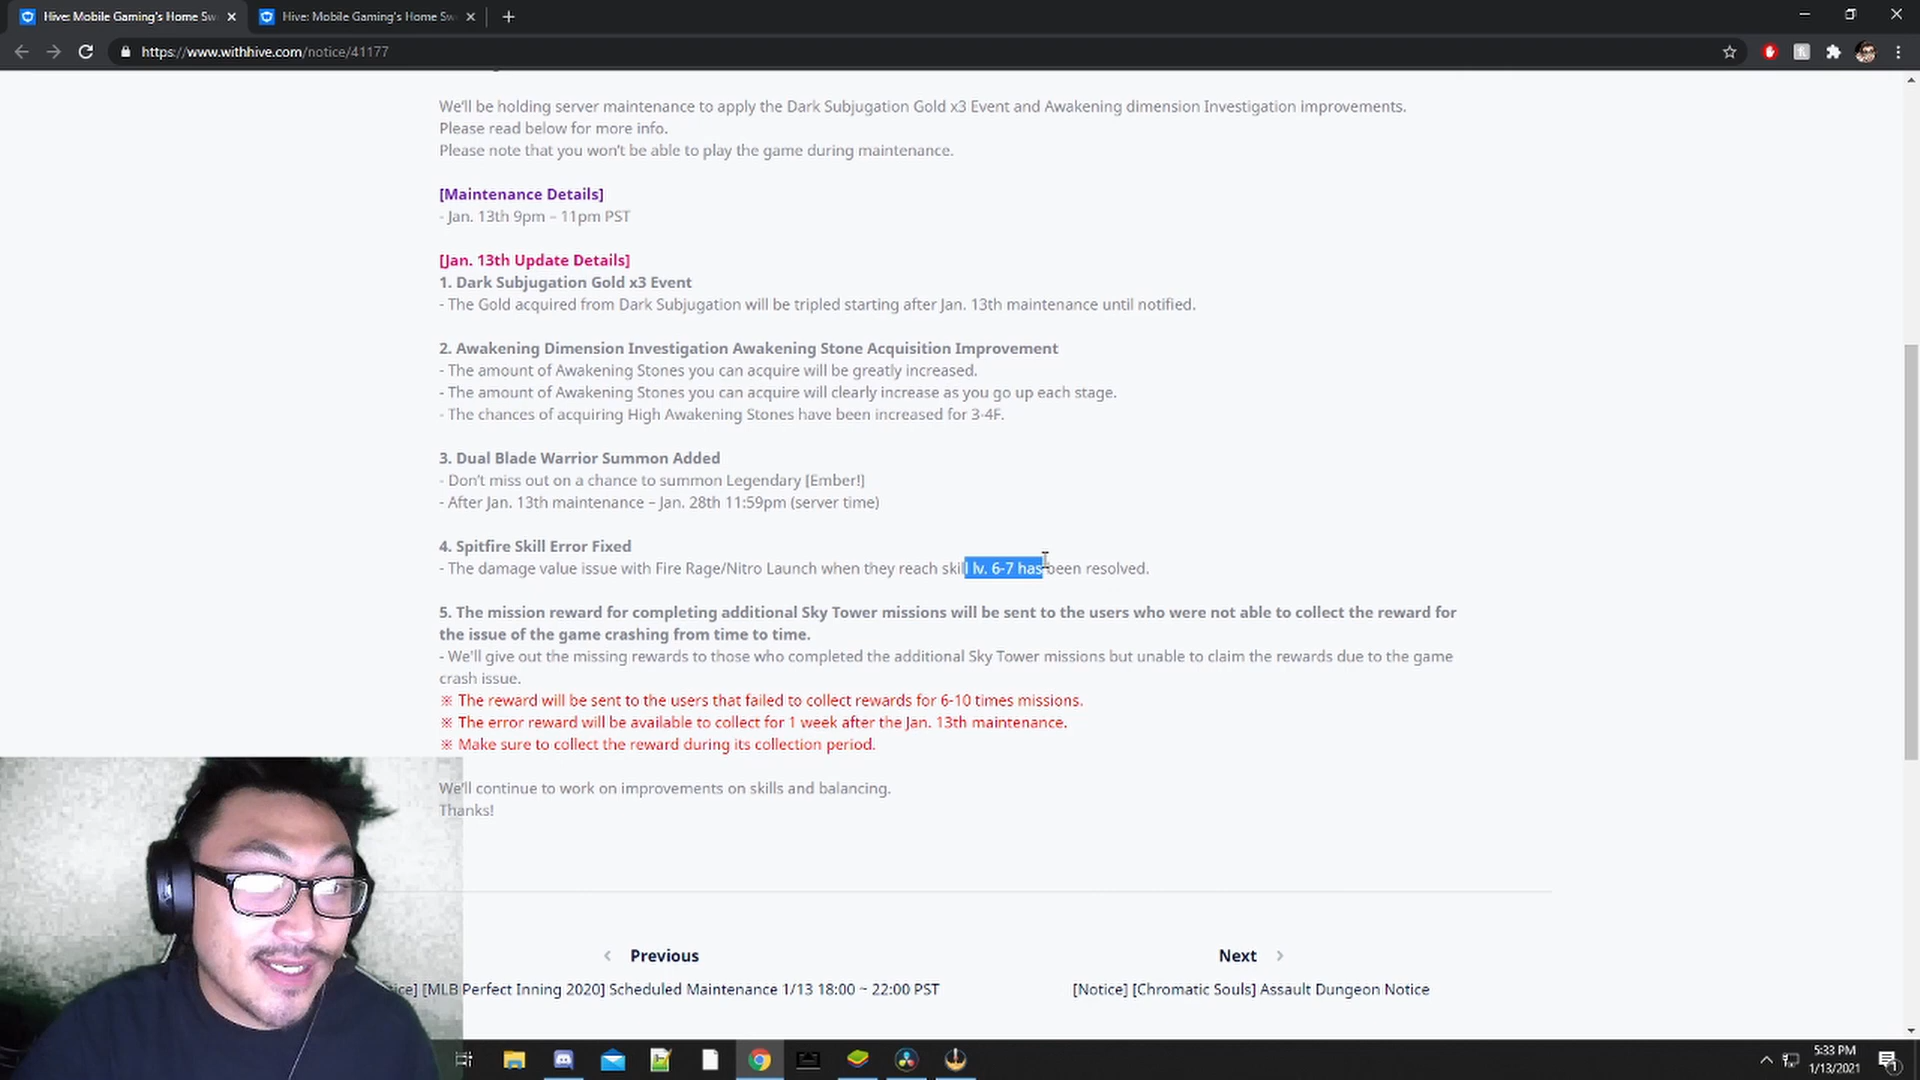 Hive: Mobile Gaming's Home Sw
Hive: Mobile Gaming's Home Sw
https://www.withhive.com/notice/41177
We'll be holding server maintenance to apply the Dark Subjugation Gold x3 Event and Awakening dimension Investigation improvements.
Please read below for more info.
Please note that you won't be able to play the game during maintenance.
[Maintenance Details]
- Jan. 13th 9pm – 11pm PST
[Jan. 13th Update Details]
1. Dark Subjugation Gold x3 Event
- The Gold acquired from Dark Subjugation will be tripled starting after Jan. 13th maintenance until notified.
2. Awakening Dimension Investigation Awakening Stone Acquisition Improvement
- The amount of Awakening Stones you can acquire will be greatly increased.
- The amount of Awakening Stones you can acquire will clearly increase as you go up each stage.
- The chances of acquiring High Awakening Stones have been increased for 3-4F.
3. Dual Blade Warrior Summon Added
- Don't miss out on a chance to summon Legendary [Ember!]
- After Jan. 13th maintenance – Jan. 28th 11:59pm (server time)
4. Spitfire Skill Error Fixed
- The damage value issue with Fire Rage/Nitro Launch when they reach skill lv. 6-7 has been resolved.
5. The mission reward for completing additional Sky Tower missions will be sent to the users who were not able to collect the reward for
the issue of the game crashing from time to time.
- We'll give out the missing rewards to those who completed the additional Sky Tower missions but unable to claim the rewards due to the game
crash issue.
※ The reward will be sent to the users that failed to collect rewards for 6-10 times missions.
※ The error reward will be available to collect for 1 week after the Jan. 13th maintenance.
※ Make sure to collect the reward during its collection period.
We'll continue to work on improvements on skills and balancing.
Thanks!
Previous
Next
[MLB Perfect Inning 2020] Scheduled Maintenance 1/13 18:00 ~ 22:00 PST
[Notice] [Chromatic Souls] Assault Dungeon Notice
5:33 PM
1/13/2021